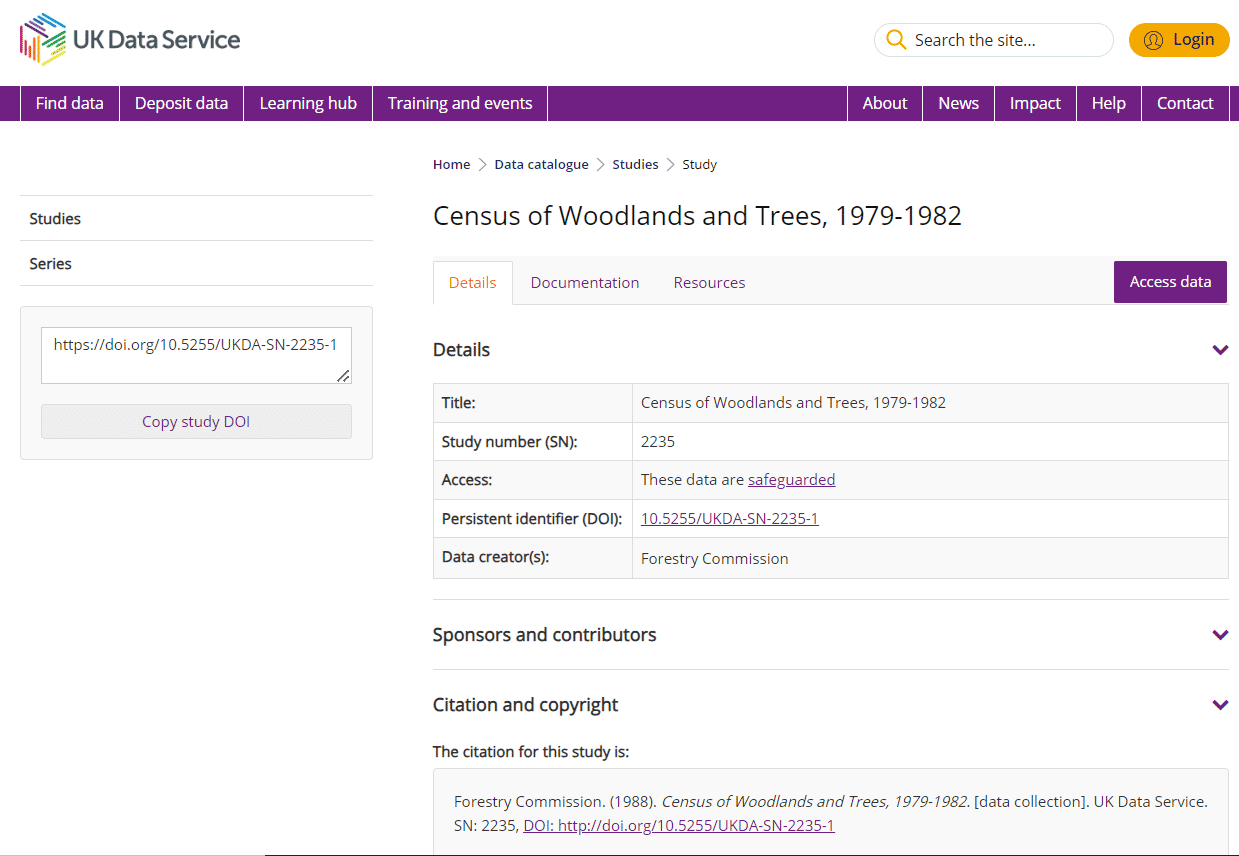 UK Data Service
Search the site...
Login
Find data
Deposit data
Learning hub
Training and events
About
News
Impact
Help
Contact
Home
Data catalogue
Studies
Study
Studies
Series
https://doi.org/10.5255/UKDA-SN-2235-1
Copy study DOI
Census of Woodlands and Trees, 1979-1982
Details
Documentation
Resources
Access data
Details
Title: Census of Woodlands and Trees, 1979-1982
Study number (SN): 2235
Access: These data are safeguarded
Persistent identifier (DOI): 10.5255/UKDA-SN-2235-1
Data creator(s): Forestry Commission
Sponsors and contributors
Citation and copyright
The citation for this study is:
Forestry Commission. (1988). Census of Woodlands and Trees, 1979-1982. [data collection]. UK Data Service.
SN: 2235, DOI: http://doi.org/10.5255/UKDA-SN-2235-1